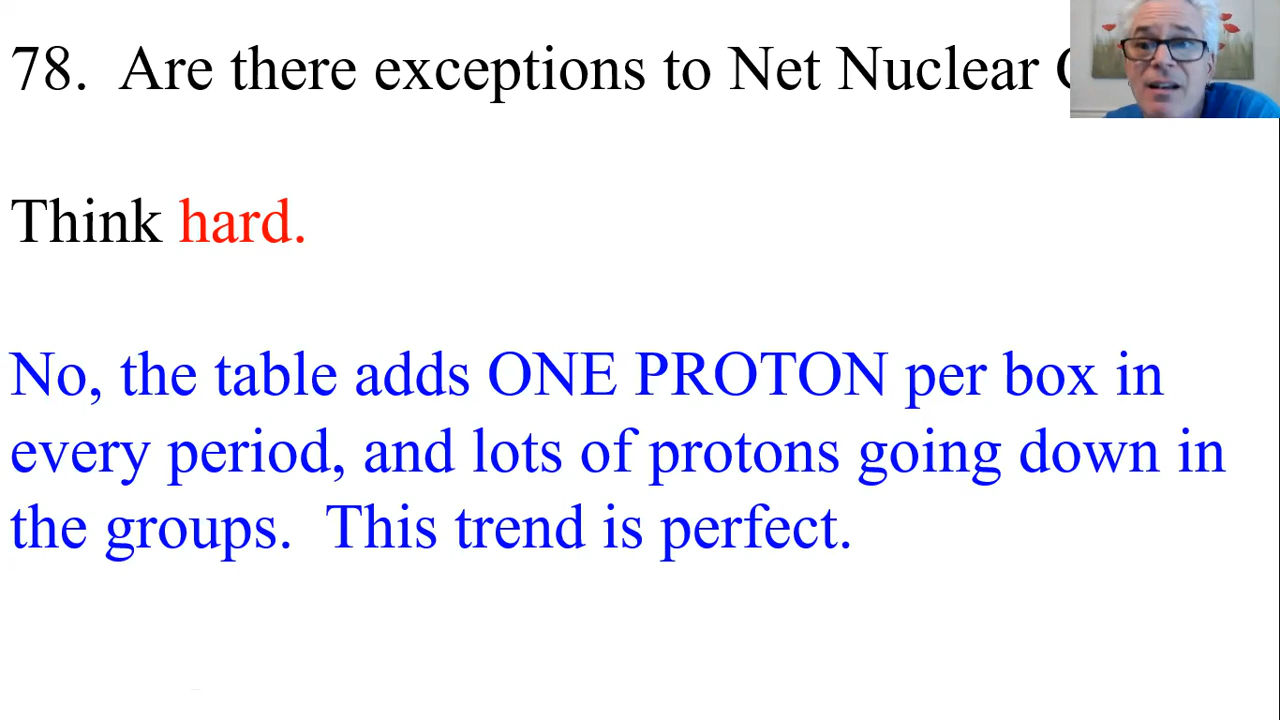 78.  Are there exceptions to Net Nuclear
Think hard.
No, the table adds ONE PROTON per box in
every period, and lots of protons going down in
the groups.  This trend is perfect.